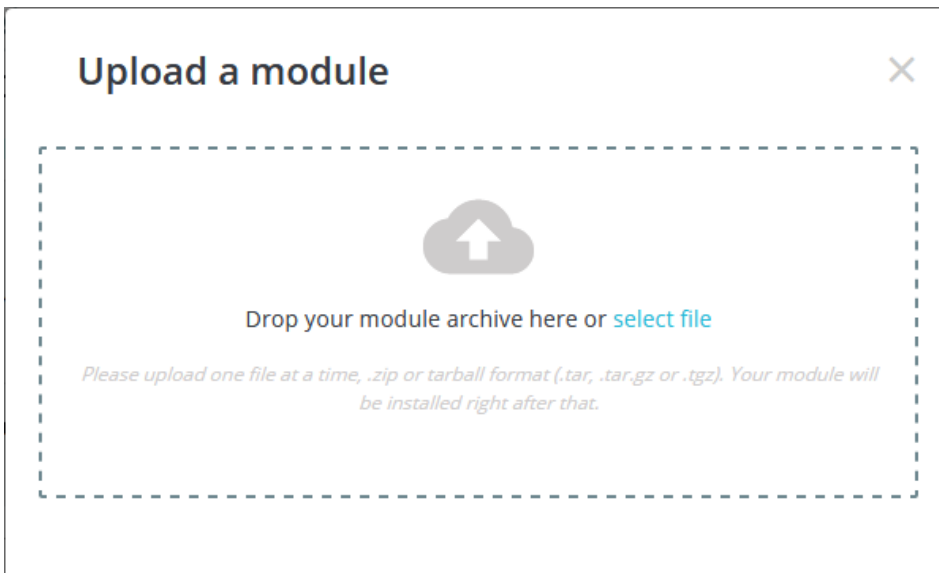 Upload a module
Drop your module archive here or select file
Please upload one file at a time, .zip or tarball format (.tar, .tar.gz or .tgz). Your module will
be installed right after that.